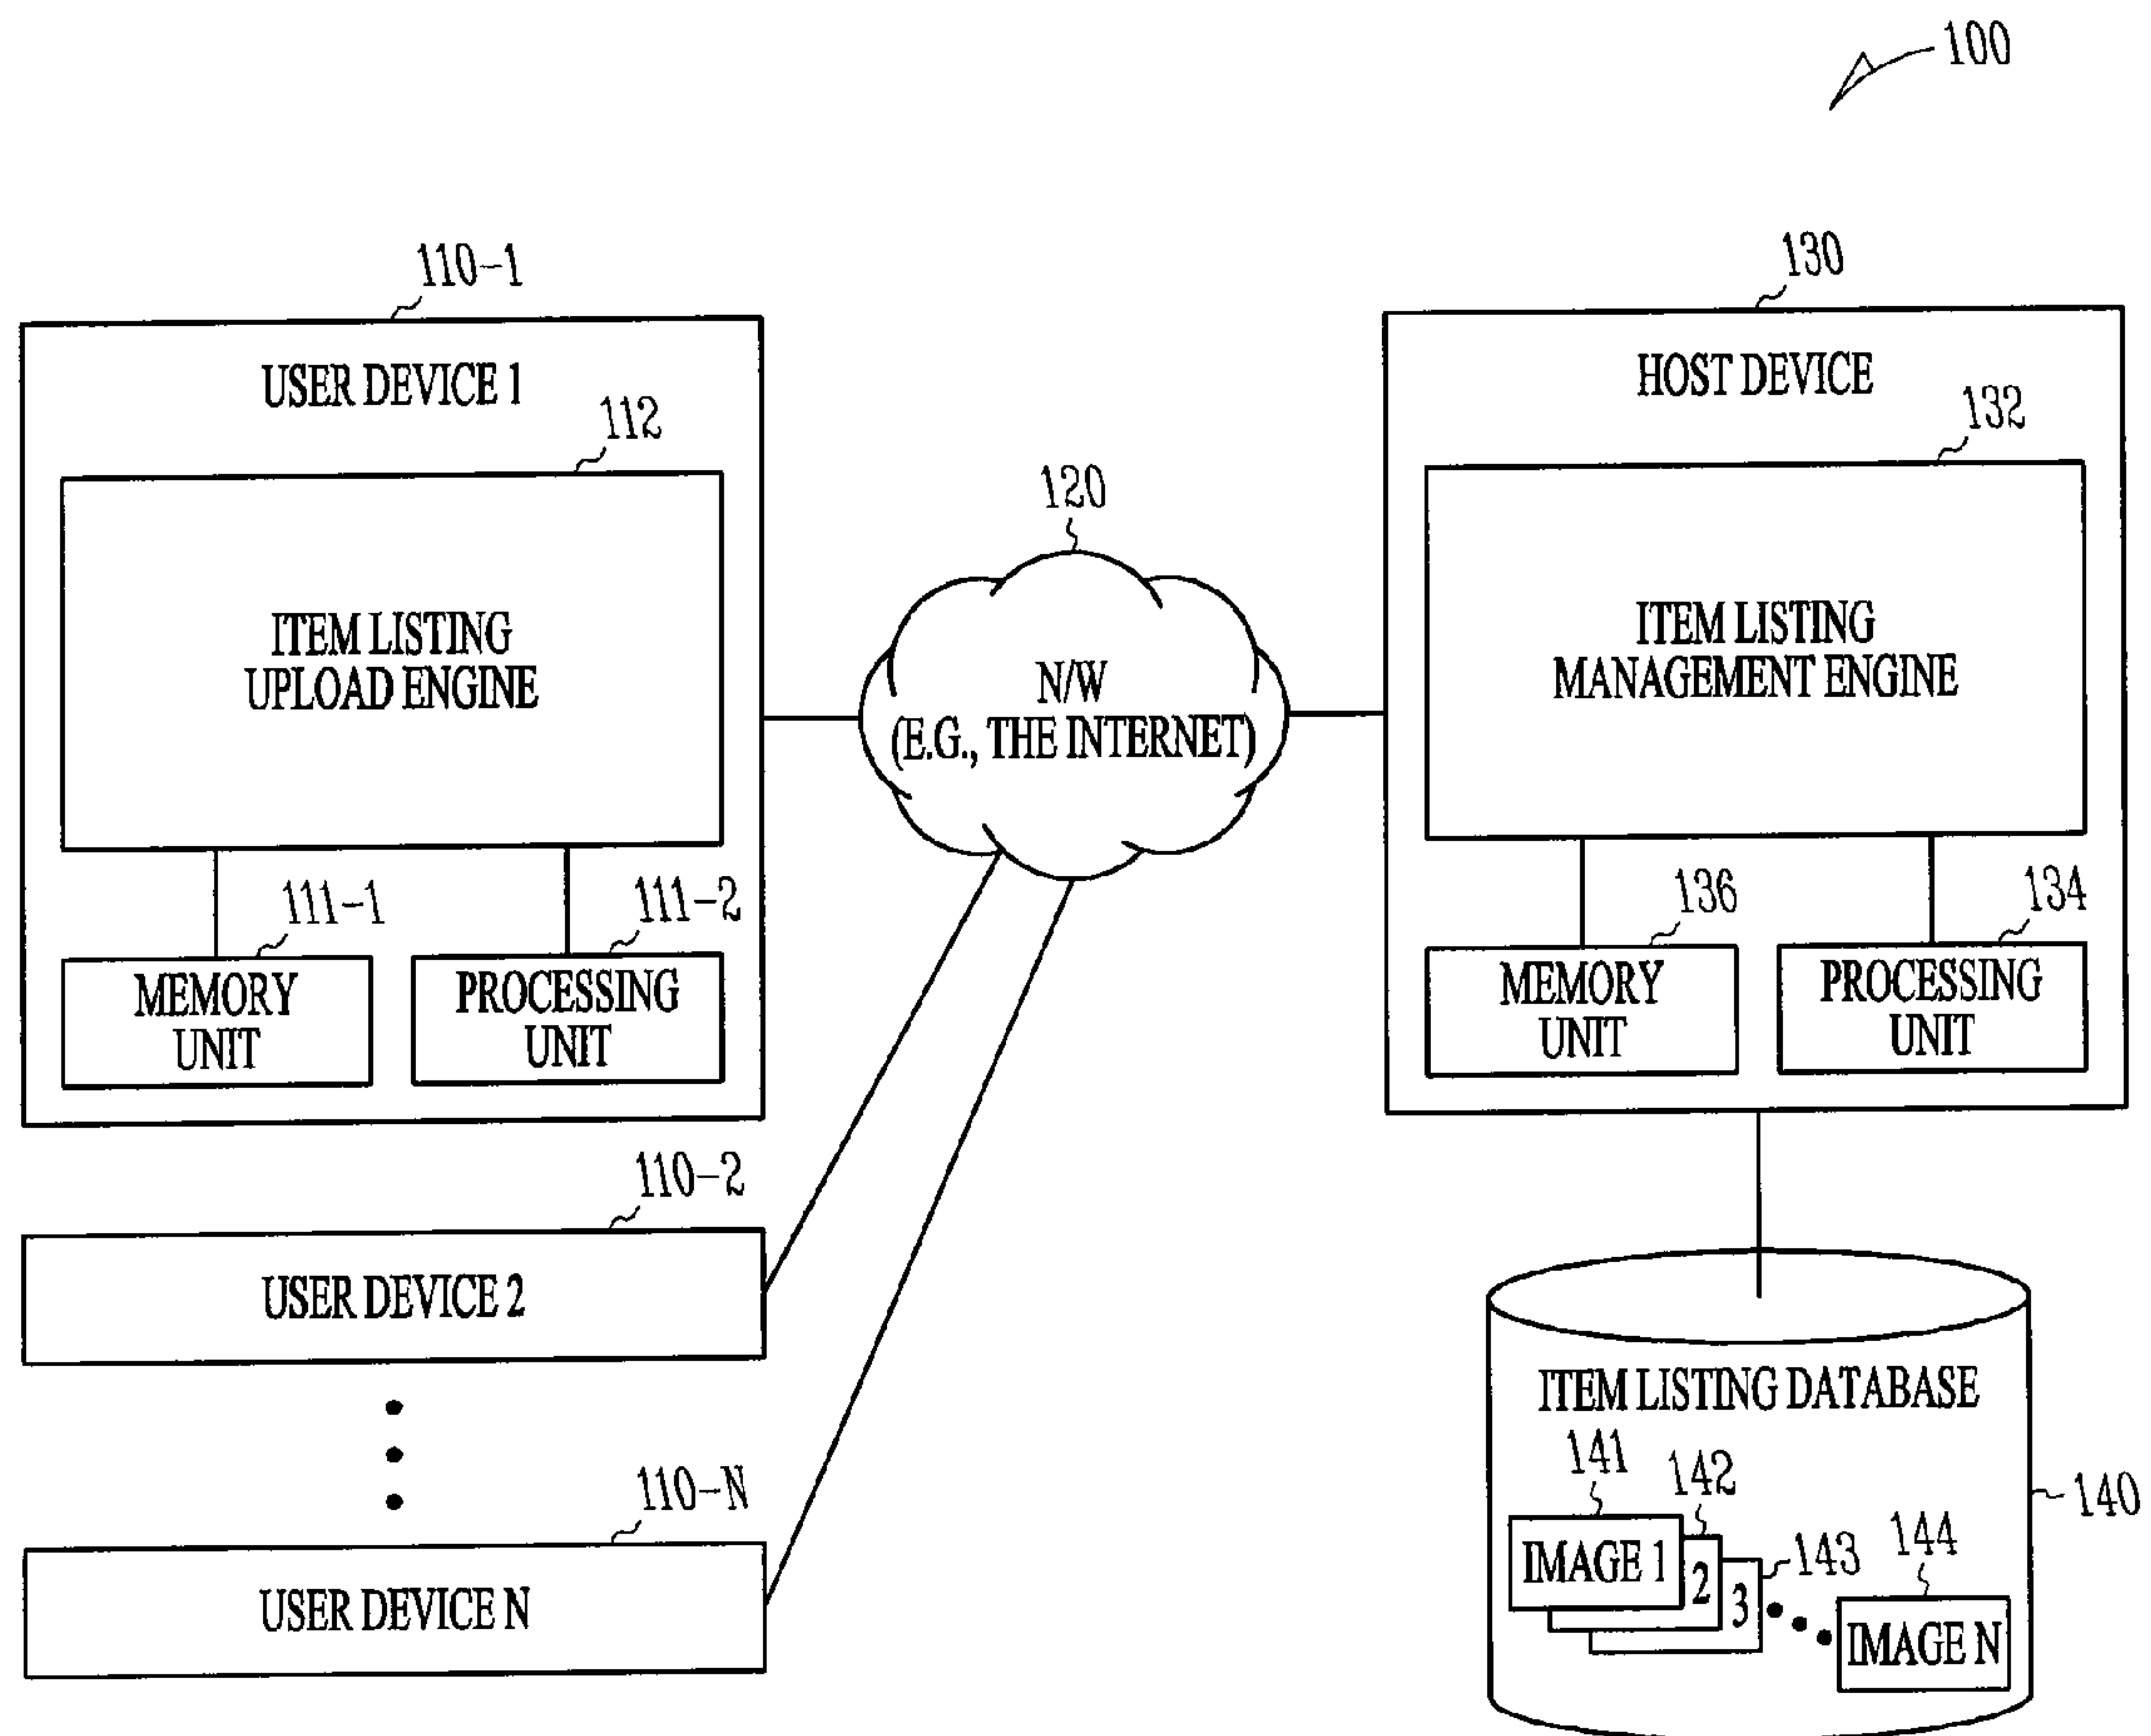 100
110-1
USER DEVICE 1
112
ITEM LISTING
UPLOAD ENGINE
111-1
MEMORY
UNIT
111-2
PROCESSING
UNIT
110-2
USER DEVICE 2
110-N
USER DEVICE N
120
N/W
(E.G., THE INTERNET)
130
HOST DEVICE
132
ITEM LISTING
MANAGEMENT ENGINE
136
MEMORY
UNIT
134
PROCESSING
UNIT
ITEM LISTING DATABASE
140
141
IMAGE 1
142
2
143
3
144
IMAGE N